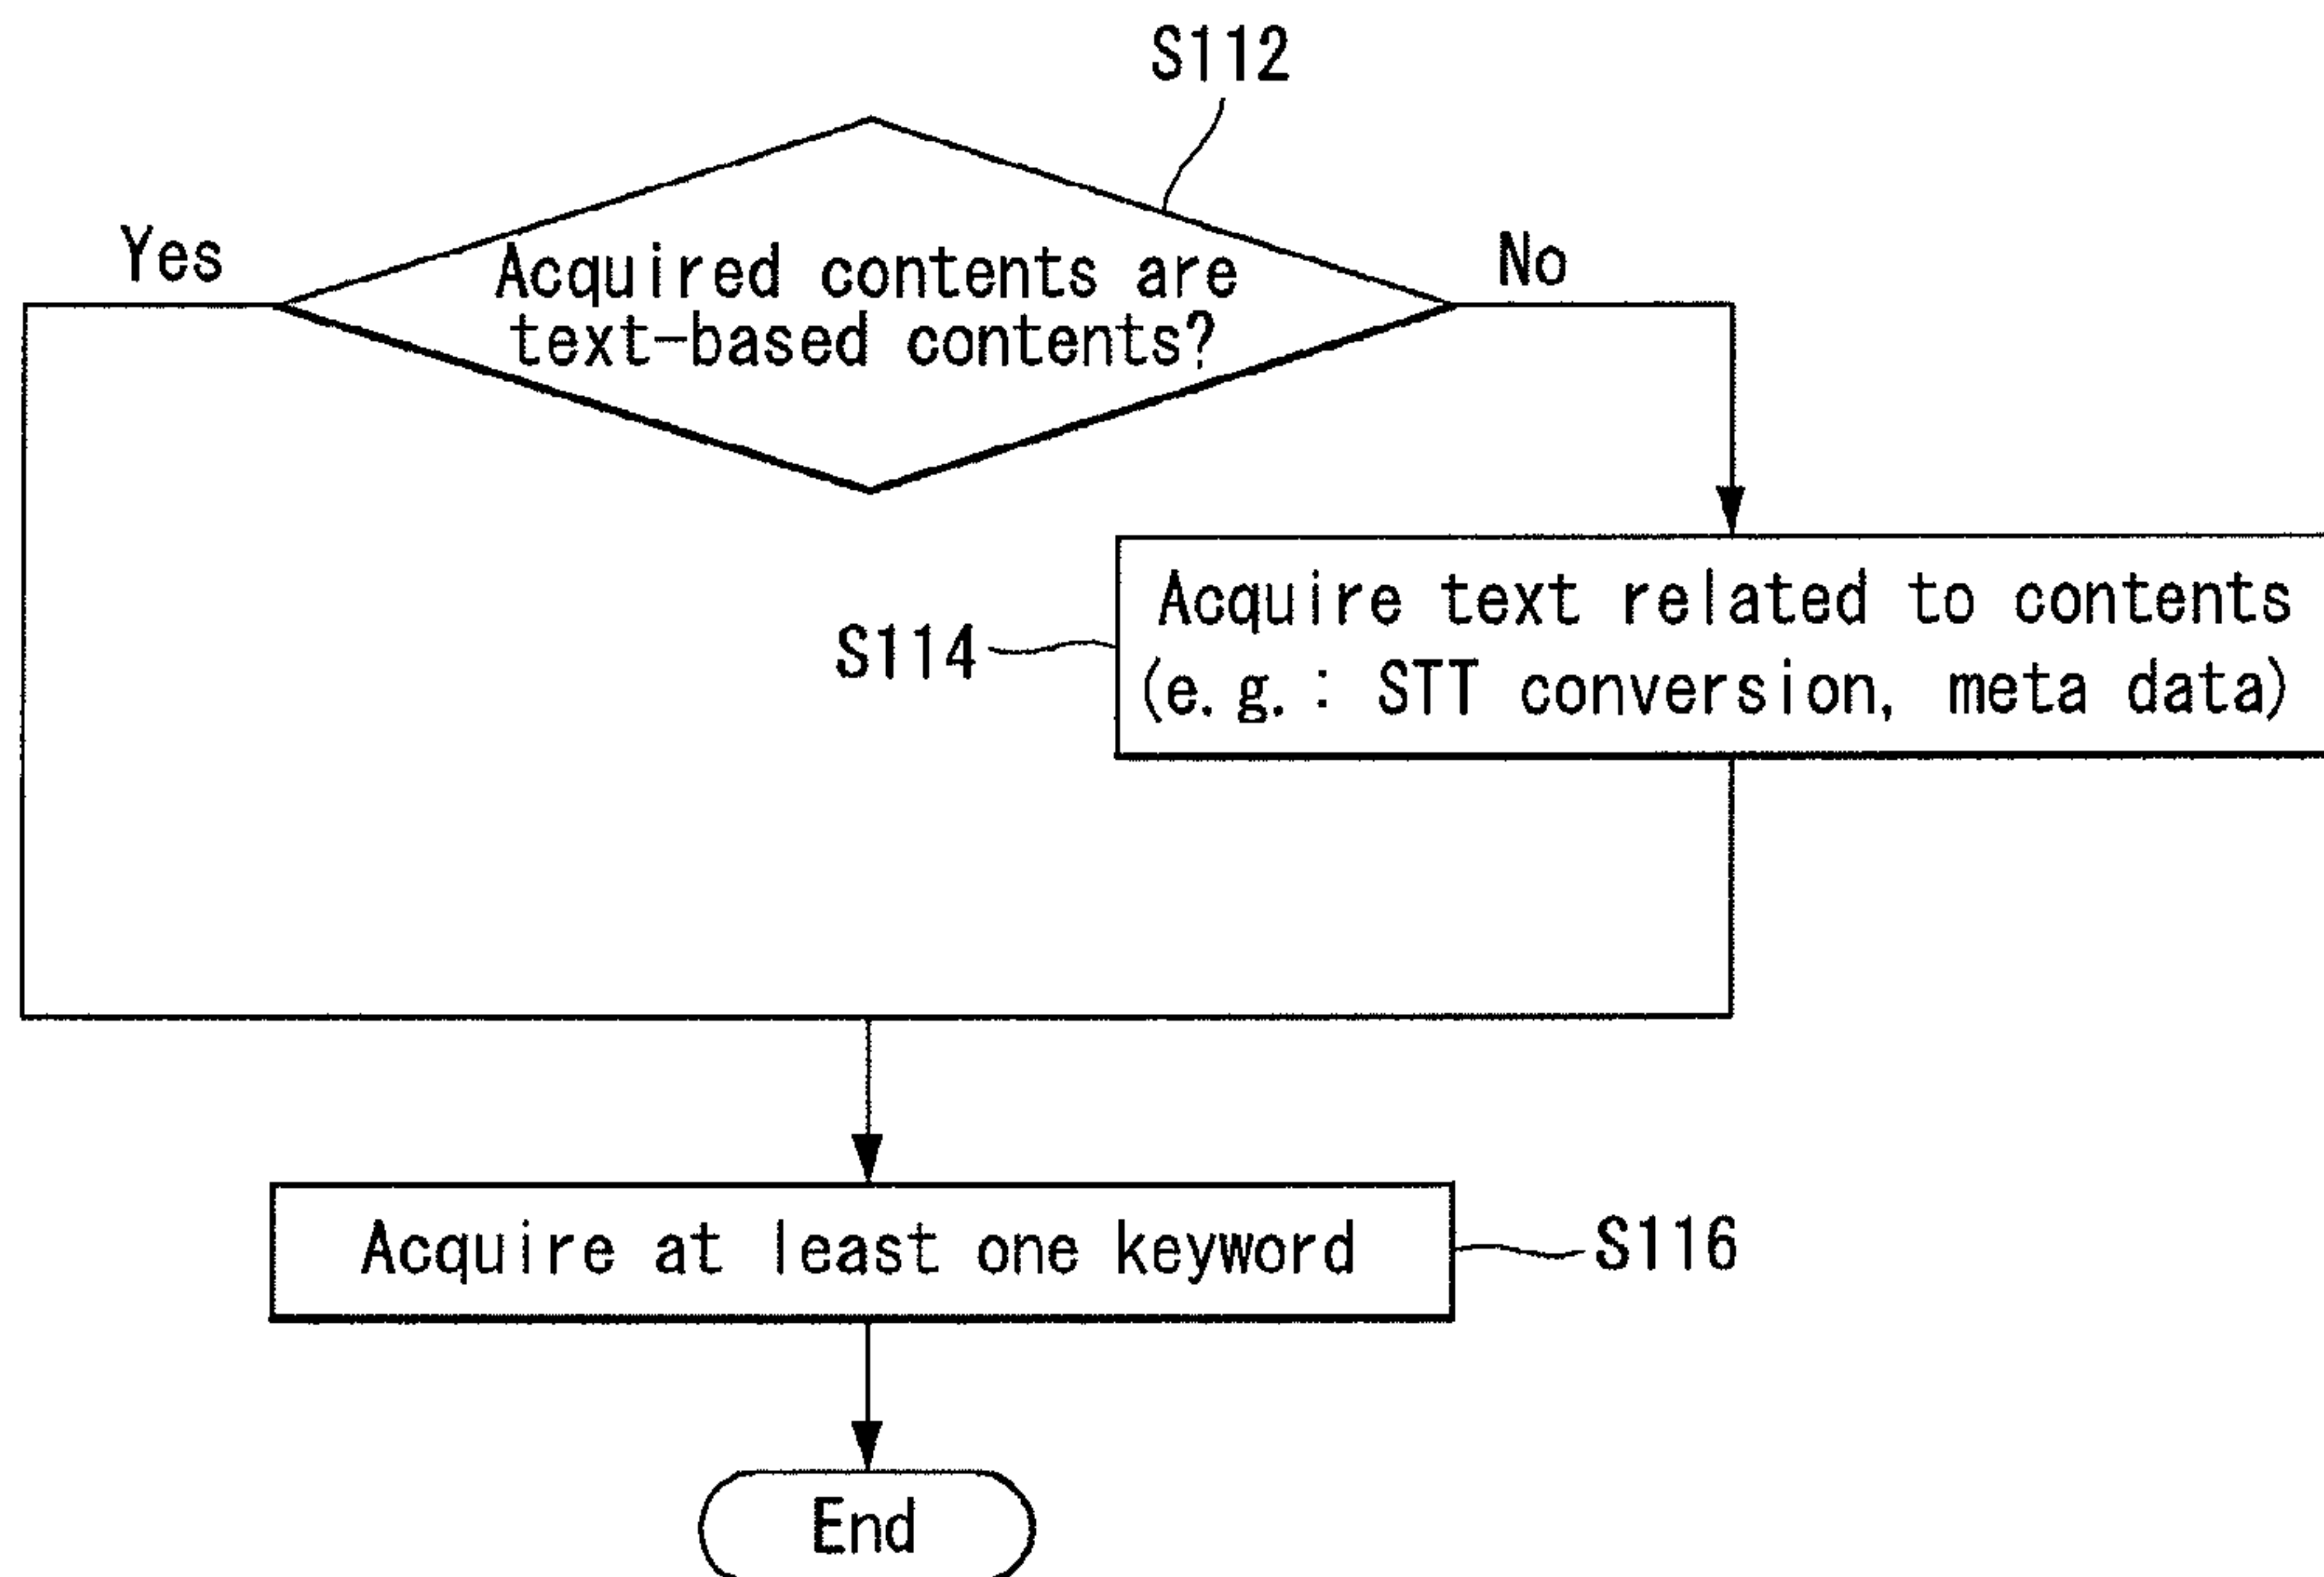 S112
Yes
No
Acquired contents are
text-based contents?
Acquire text related to contents
(e.g.: STT conversion, meta data)
S114
Acquire at least one keyword
S116
End